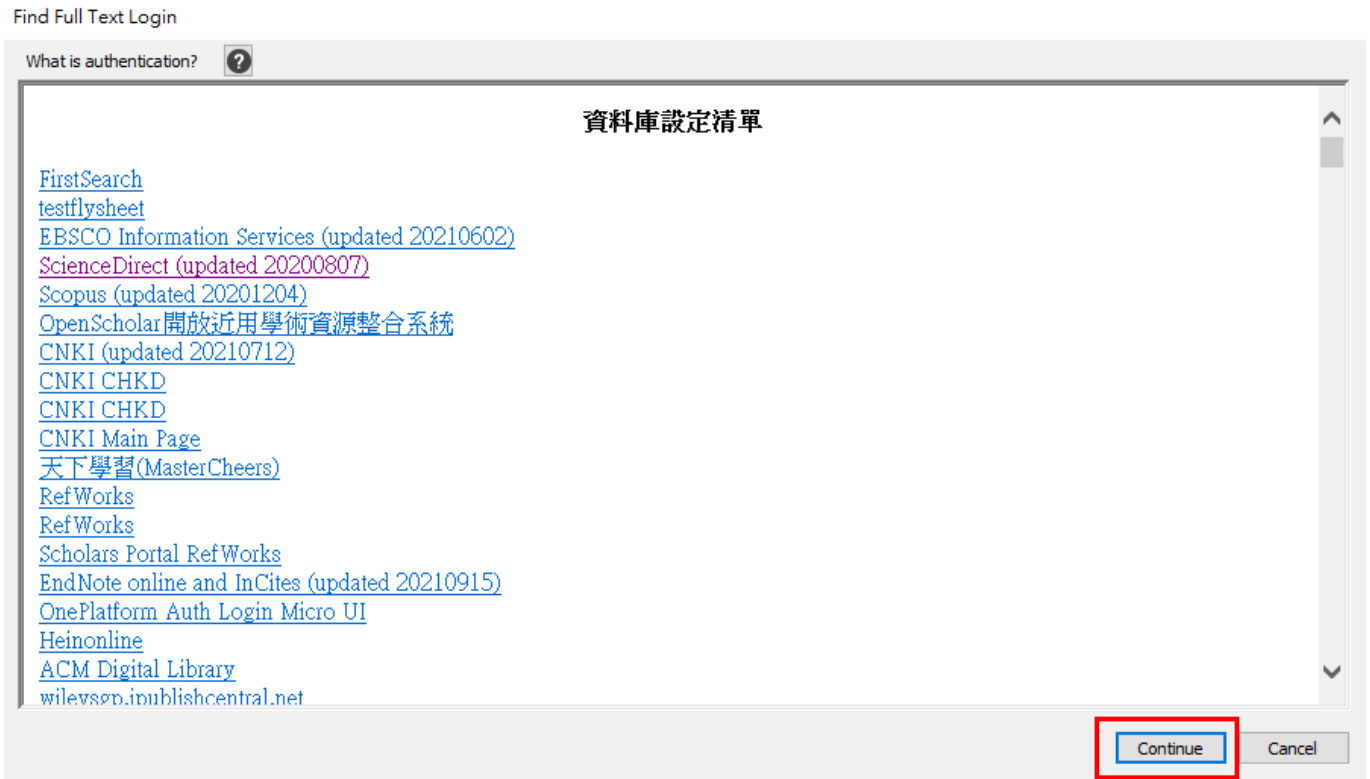 Find Full Text Login
What is authentication? ?
資料庫設定清單
FirstSearch
testflysheet
EBSCO Information Services (updated 20210602)
ScienceDirect (updated 20200807)
Scopus (updated 20201204)
OpenScholar開放近用學術資源整合系統
CNKI (updated 20210712)
CNKI CHKD
CNKI CHKD
CNKI Main Page
天下學習(MasterCheers)
RefWorks
RefWorks
Scholars Portal RefWorks
EndNote online and InCites (updated 20210915)
OnePlatform Auth Login Micro UI
Heinonline
ACM Digital Library
wileysgp.ipublishcentral.net
Continue Cancel